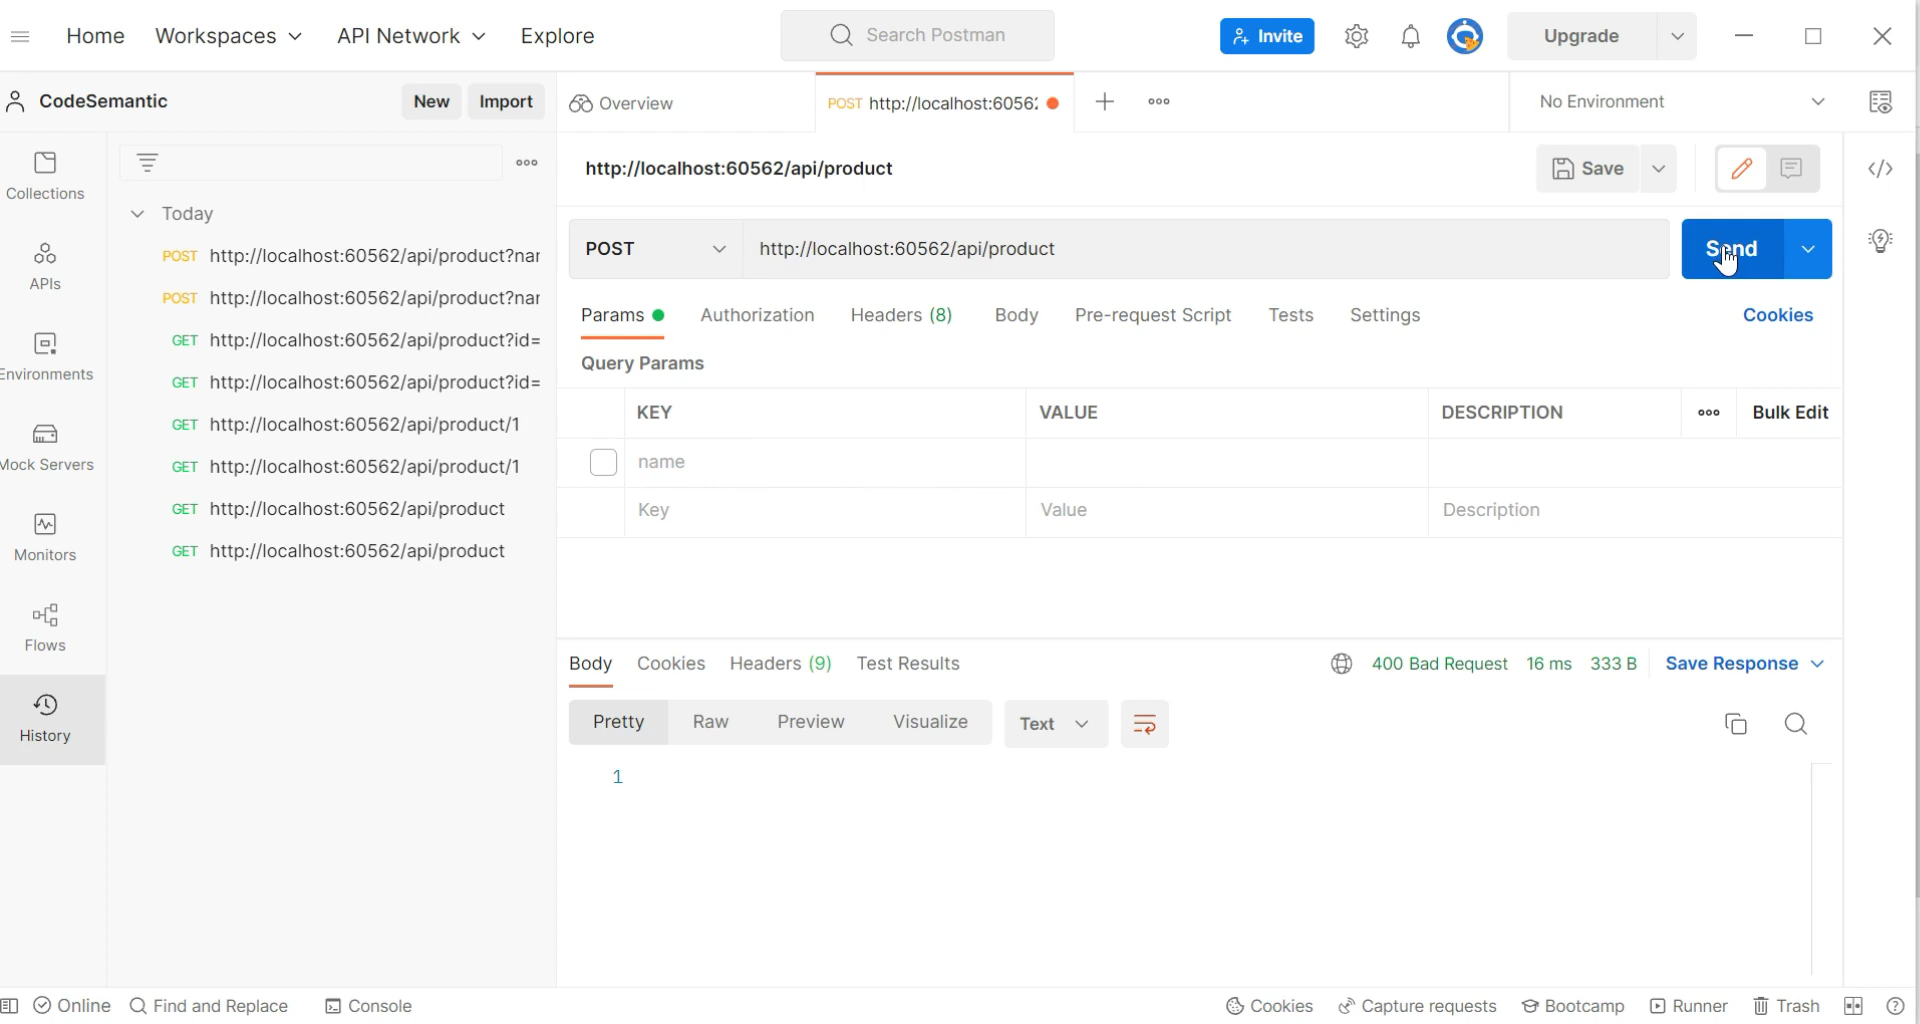 Home Workspaces API Network Explore Search Postman Invite Upgrade
CodeSemantic New Import Overview POST http://localhost:6056: No Environment
http://localhost:60562/api/product Save
Collections
Today
POST http://localhost:60562/api/product?nar
POST http://localhost:60562/api/product?nar
GET http://localhost:60562/api/product?id=
GET http://localhost:60562/api/product?id=
GET http://localhost:60562/api/product/1
GET http://localhost:60562/api/product/1
GET http://localhost:60562/api/product
GET http://localhost:60562/api/product
APIs
Environments
Mock Servers
Monitors
Flows
History
POST http://localhost:60562/api/product Send
Params Authorization Headers (8) Body Pre-request Script Tests Settings Cookies
Query Params
KEY VALUE DESCRIPTION Bulk Edit
name
Key Value Description
Body Cookies Headers (9) Test Results 400 Bad Request 16 ms 333 B Save Response
Pretty Raw Preview Visualize Text
1
Online Find and Replace Console Cookies Capture requests Bootcamp Runner Trash